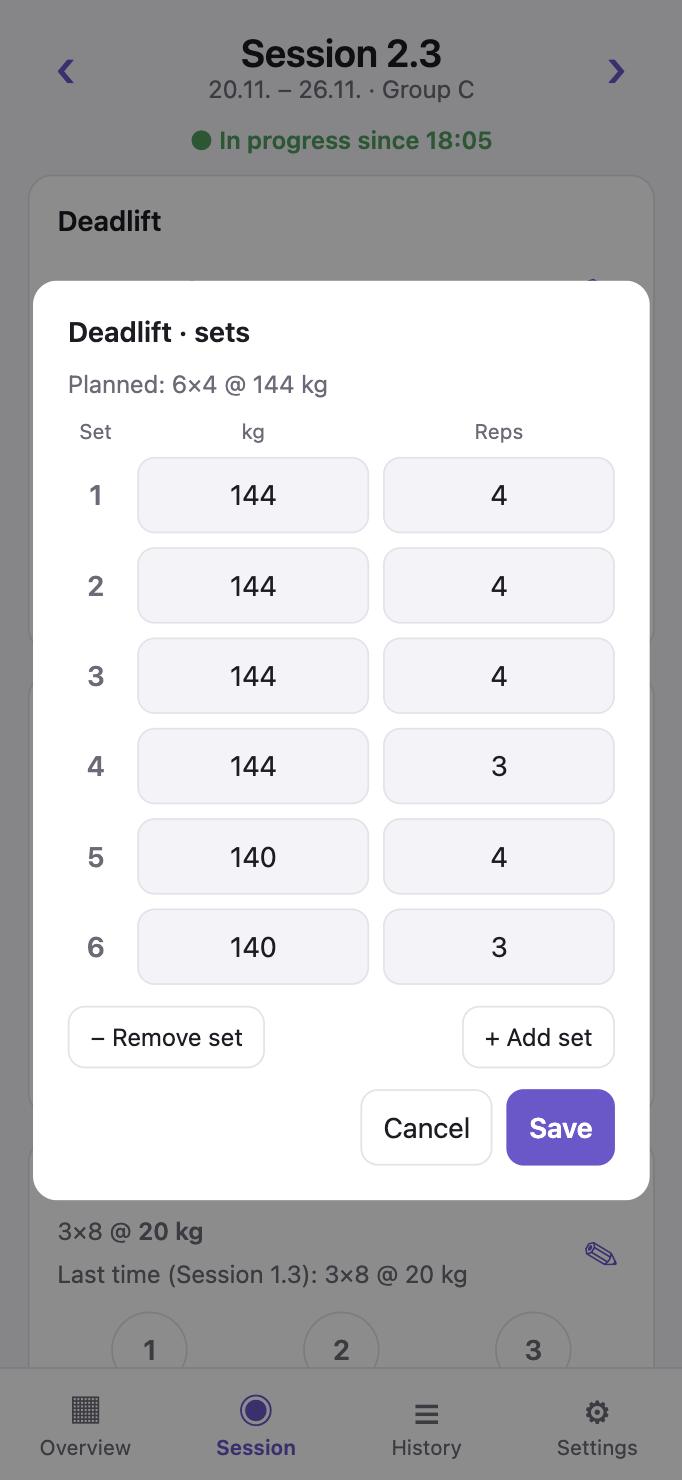 Session 2.3
20.11. – 26.11. · Group C
In progress since 18:05
Deadlift
Deadlift · sets
Planned: 6×4 @ 144 kg
Set kg Reps
1 144 4
2 144 4
3 144 4
4 144 3
5 140 4
6 140 3
– Remove set + Add set
Cancel Save
3×8 @ 20 kg
Last time (Session 1.3): 3×8 @ 20 kg
1 2 3
Overview Session History Settings